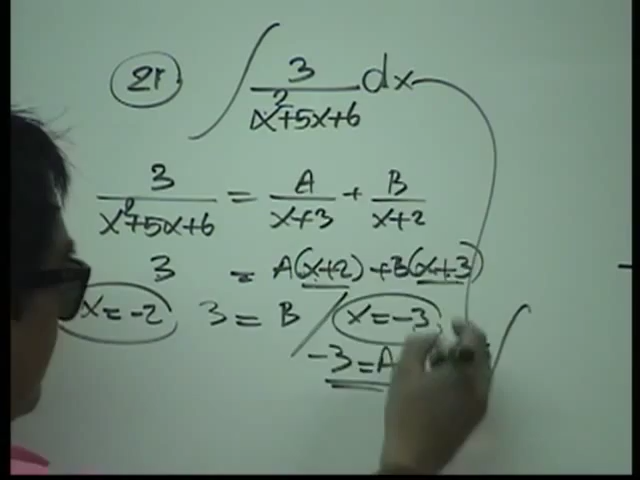 21 ∫ 3/(x²+5x+6) dx
3/(x²+5x+6) = A/(x+3) + B/(x+2)
3 = A(x+2)+B(x+3)
x=-2 3=B / x=-3
-3=A ∫